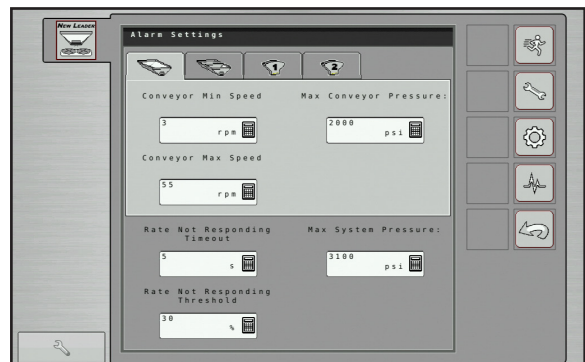 NEW LEADER
Alarm Settings
1
2
Conveyor Min Speed
Max Conveyor Pressure:
3
rpm
2000
psi
Conveyor Max Speed
55
rpm
Rate Not Responding
Timeout
Max System Pressure:
5
s
3100
psi
Rate Not Responding
Threshold
30
%